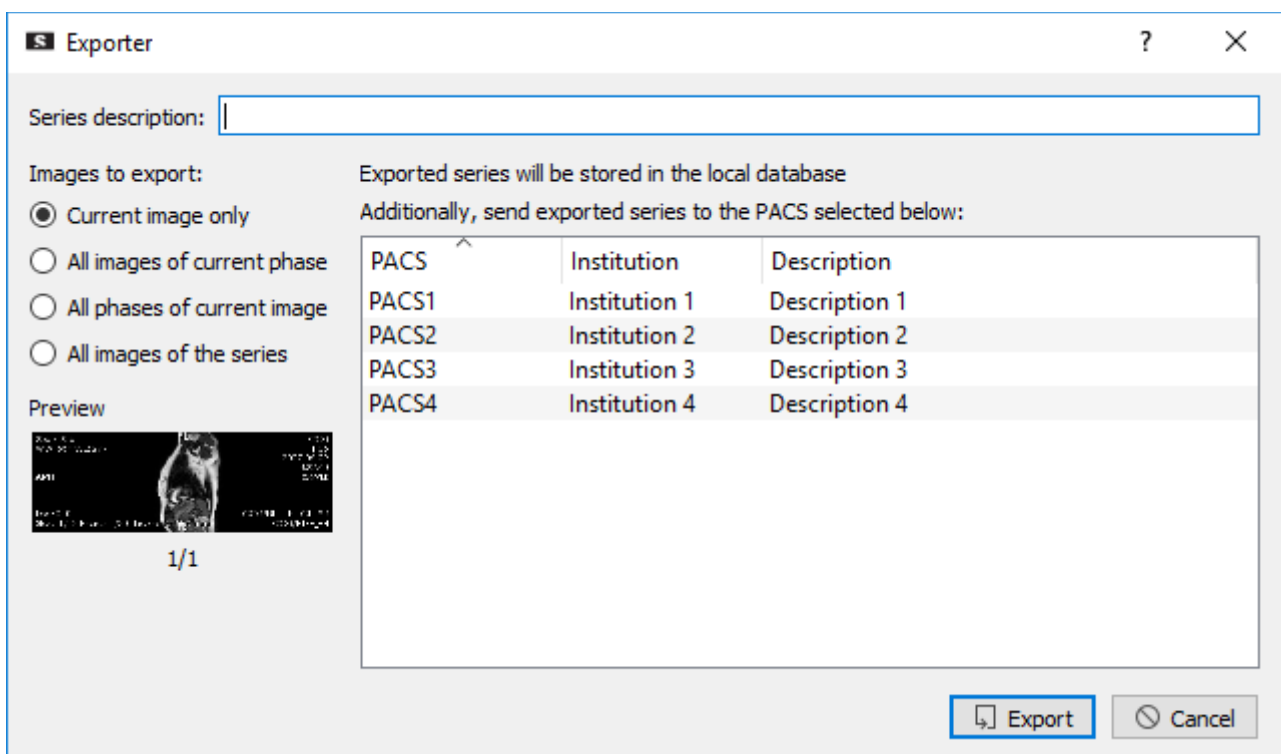 S Exporter
Series description:
Images to export:
Current image only
All images of current phase
All phases of current image
All images of the series
Preview
1/1
Exported series will be stored in the local database
Additionally, send exported series to the PACS selected below:
PACS Institution Description
PACS1 Institution 1 Description 1
PACS2 Institution 2 Description 2
PACS3 Institution 3 Description 3
PACS4 Institution 4 Description 4
Export Cancel